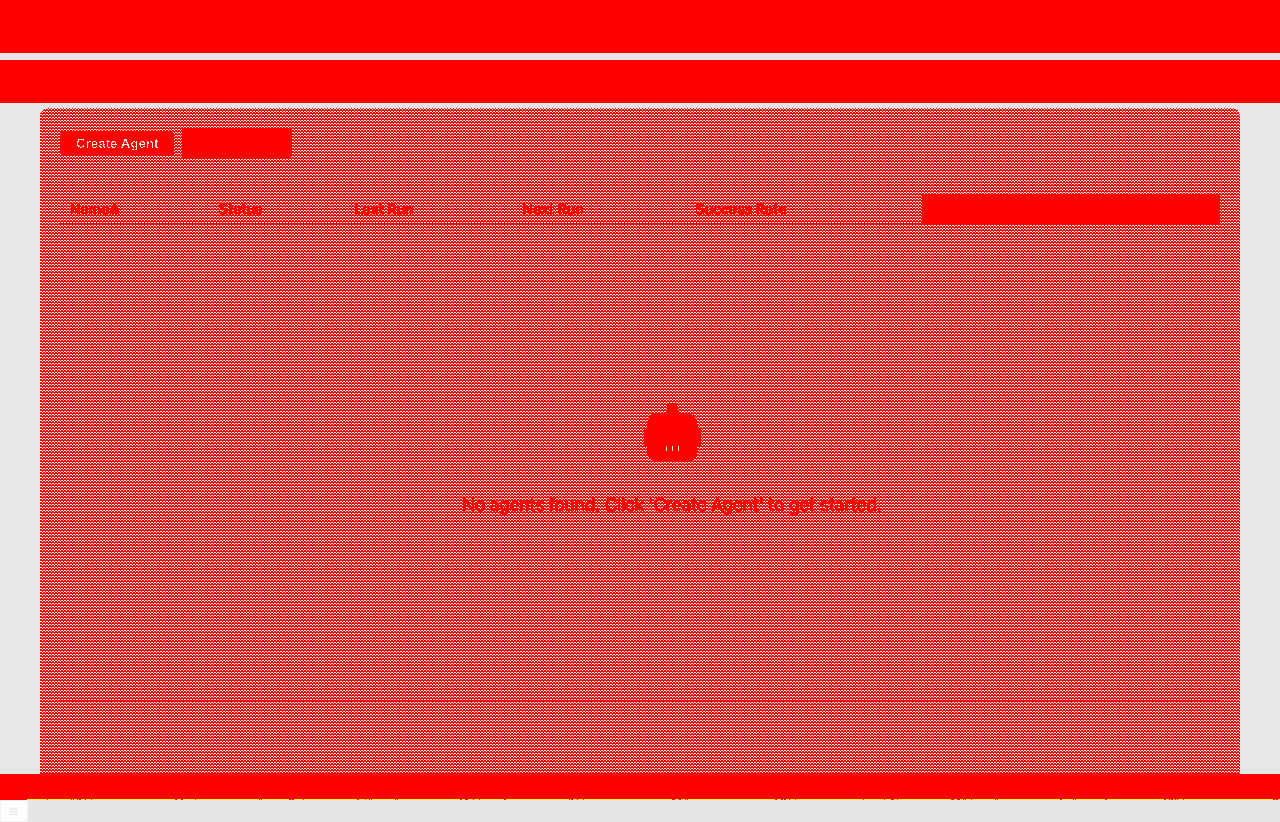 Create Agent
Name Status Last Run Next Run Success Rate
No agents found. Click 'Create Agent' to get started.